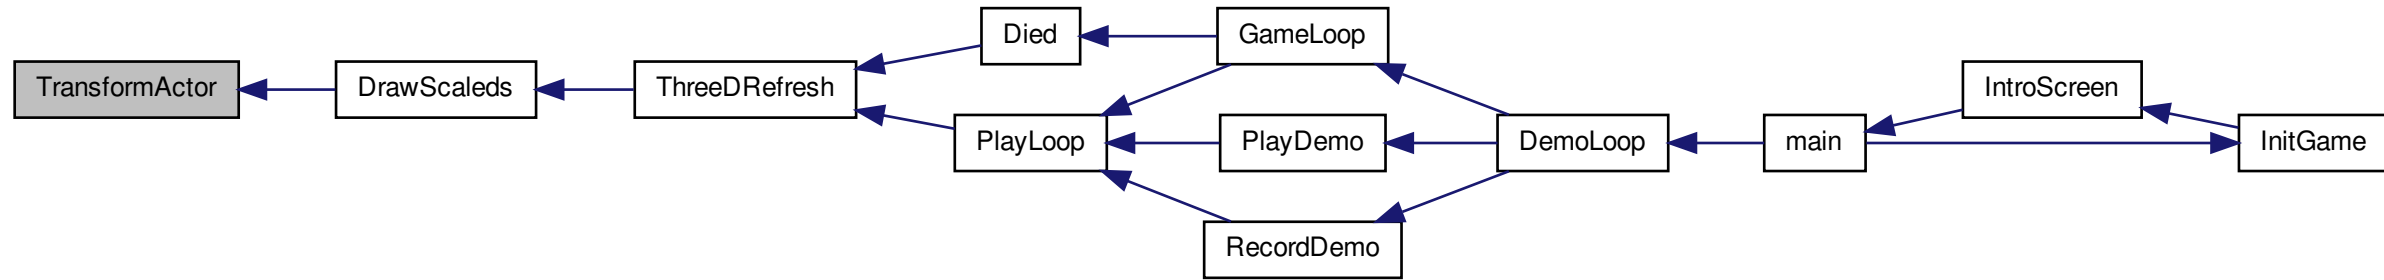 TransformActor
DrawScaleds
ThreeDRefresh
Died
GameLoop
PlayLoop
PlayDemo
RecordDemo
DemoLoop
main
IntroScreen
InitGame